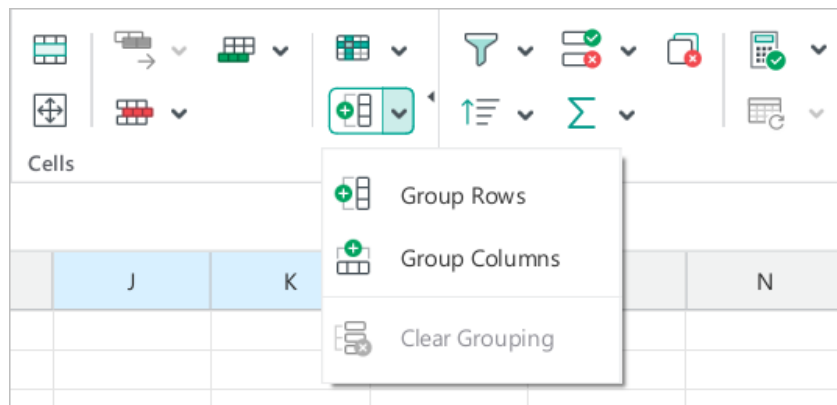 Cells
Group Rows
Group Columns
Clear Grouping
J
K
N